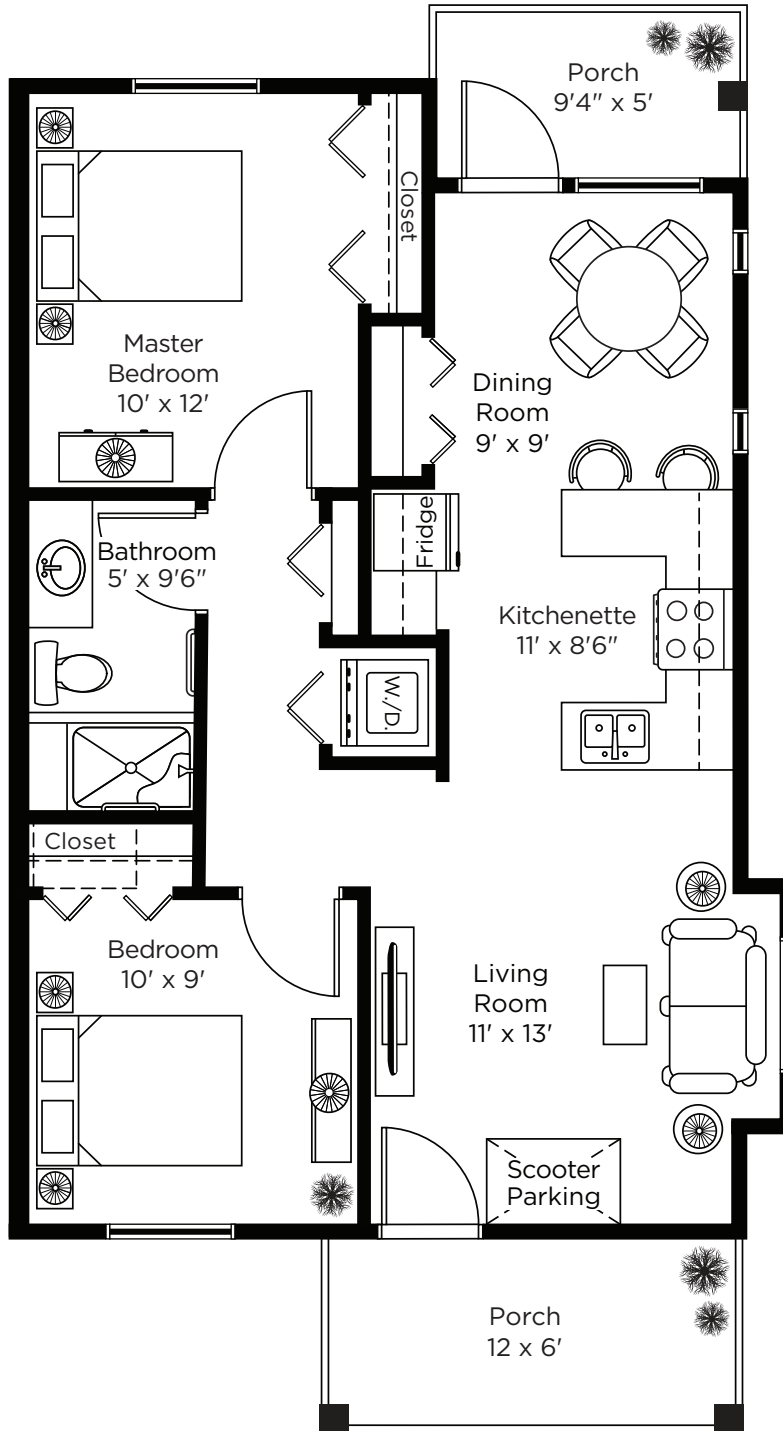 Porch
9'4" x 5'
Closet
Master
Bedroom
10' x 12'
Dining
Room
9' x 9'
Fridge
Bathroom
5' x 9'6"
Kitchenette
11' x 8'6"
W./D.
Closet
Bedroom
10' x 9'
Living
Room
11' x 13'
Scooter
Parking
Porch
12 x 6'